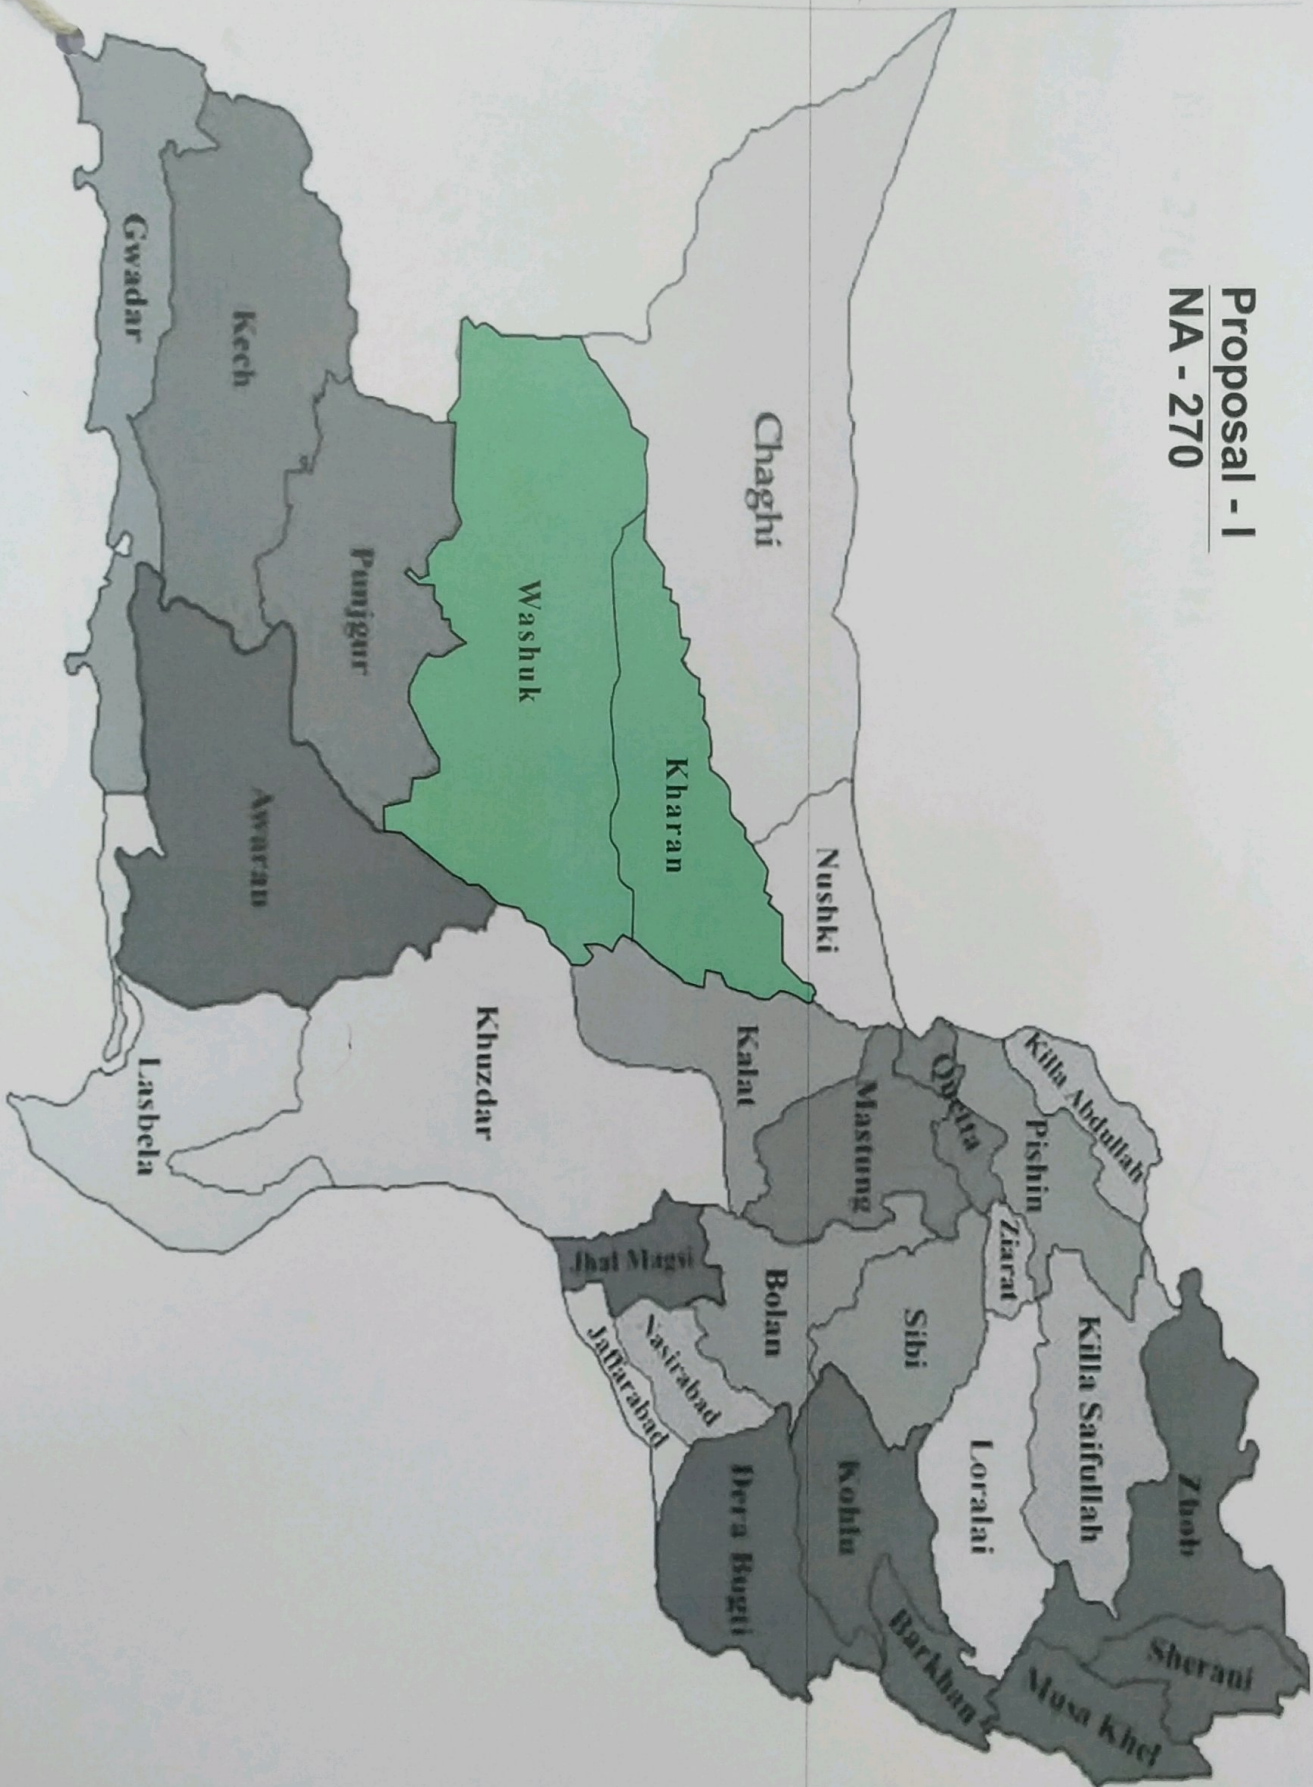 Proposal - I
NA - 270
Chaghi
Nushki
Kharan
Washuk
Punjgur
Kech
Gwadar
Awaran
Lasbela
Khuzdar
Kalat
Mastung
Quetta
Pishin
Killa Abdullah
Ziarat
Killa Saifullah
Zhob
Sherani
Musa Khel
Loralai
Barkhan
Kohlu
Sibi
Bolan
Dera Bugti
Nasirabad
Jaffarabad
Jhal Magsi